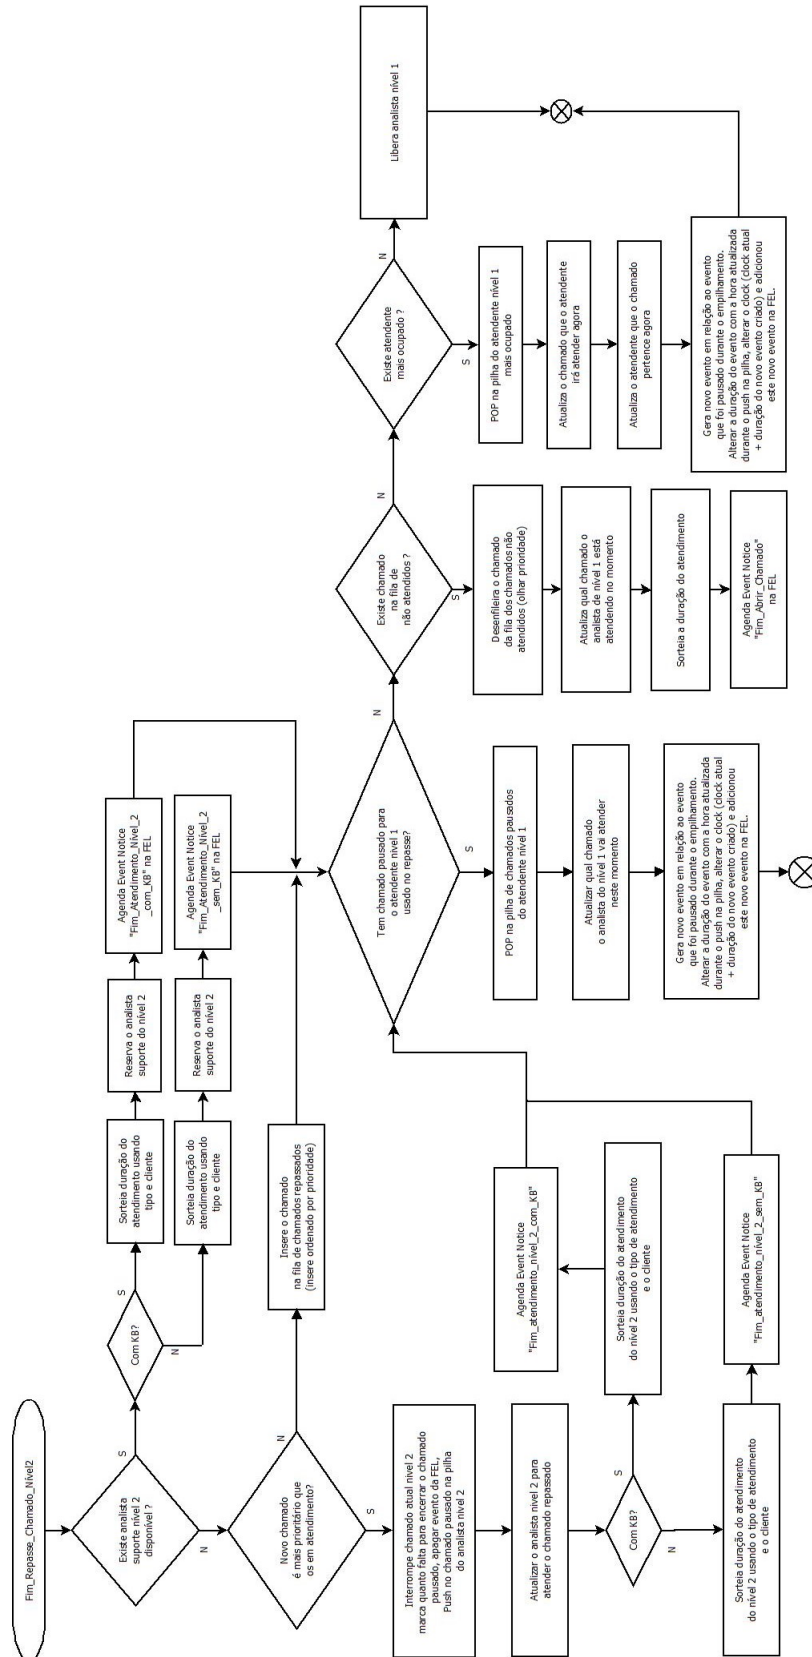 Fim_Repasse_Chamado_Nível2
Existe analista
suporte nível 2
disponível ?
S
N
Com KB?
S
N
Sorteia duração do
atendimento usando
tipo e cliente
Reserva o analista
suporte do nível 2
Agenda Event Notice
"Fim_Atendimento_Nível_2
_com_KB" na FEL
Sorteia duração do
atendimento usando
tipo e cliente
Reserva o analista
suporte do nível 2
Agenda Event Notice
"Fim_Atendimento_Nível_2
_sem_KB" na FEL
Novo chamado
é mais prioritário que
os em atendimento?
N
S
Insere o chamado
na fila de chamados repassados
(insere ordenado por prioridade)
Interrompe chamado atual nivel 2
marca quanto falta para encerrar o chamado
pausado, apagar evento da FEL,
Push no chamado pausado na pilha
do analista nível 2
Atualizar o analista nivel 2 para
atender o chamado repassado
Com KB?
S
N
Sorteia duração do atendimento
do nível 2 usando o tipo de atendimento
e o cliente
Agenda Event Notice
"Fim_atendimento_nível_2_com_KB"
Sorteia duração do atendimento
do nível 2 usando o tipo de atendimento
e o cliente
Agenda Event Notice
"Fim_atendimento_nível_2_sem_KB"
Tem chamado pausado para
o atendente nível 1
usado no repasse?
N
S
POP na pilha de chamados pausados
do atendente nível 1
Atualizar qual chamado
o analista do nível 1 vai atender
neste momento
Gera novo evento em relação ao evento
que foi pausado durante o empilhamento.
Alterar a duração do evento com a hora atualizada
durante o push na pilha, alterar o clock (clock atual
+ duração do novo evento criado) e adicionou
este novo evento na FEL.
Existe chamado
na fila de
não atendidos ?
N
S
Desenfileira o chamado
da fila dos chamados não
atendidos (olhar prioridade)
Atualiza qual chamado o
analista de nível 1 está
atendendo no momento
Sorteia a duração do atendimento
Agenda Event Notice
"Fim_Abrir_Chamado"
na FEL
Existe atendente
mais ocupado ?
N
S
POP na pilha do atendente nível 1
mais ocupado
Atualiza o chamado que o atendente
irá atender agora
Atualiza o atendente que o chamado
pertence agora
Gera novo evento em relação ao evento
que foi pausado durante o empilhamento.
Alterar a duração do evento com a hora atualizada
durante o push na pilha, alterar o clock (clock atual
+ duração do novo evento criado) e adicionou
este novo evento na FEL.
Libera analista nível 1